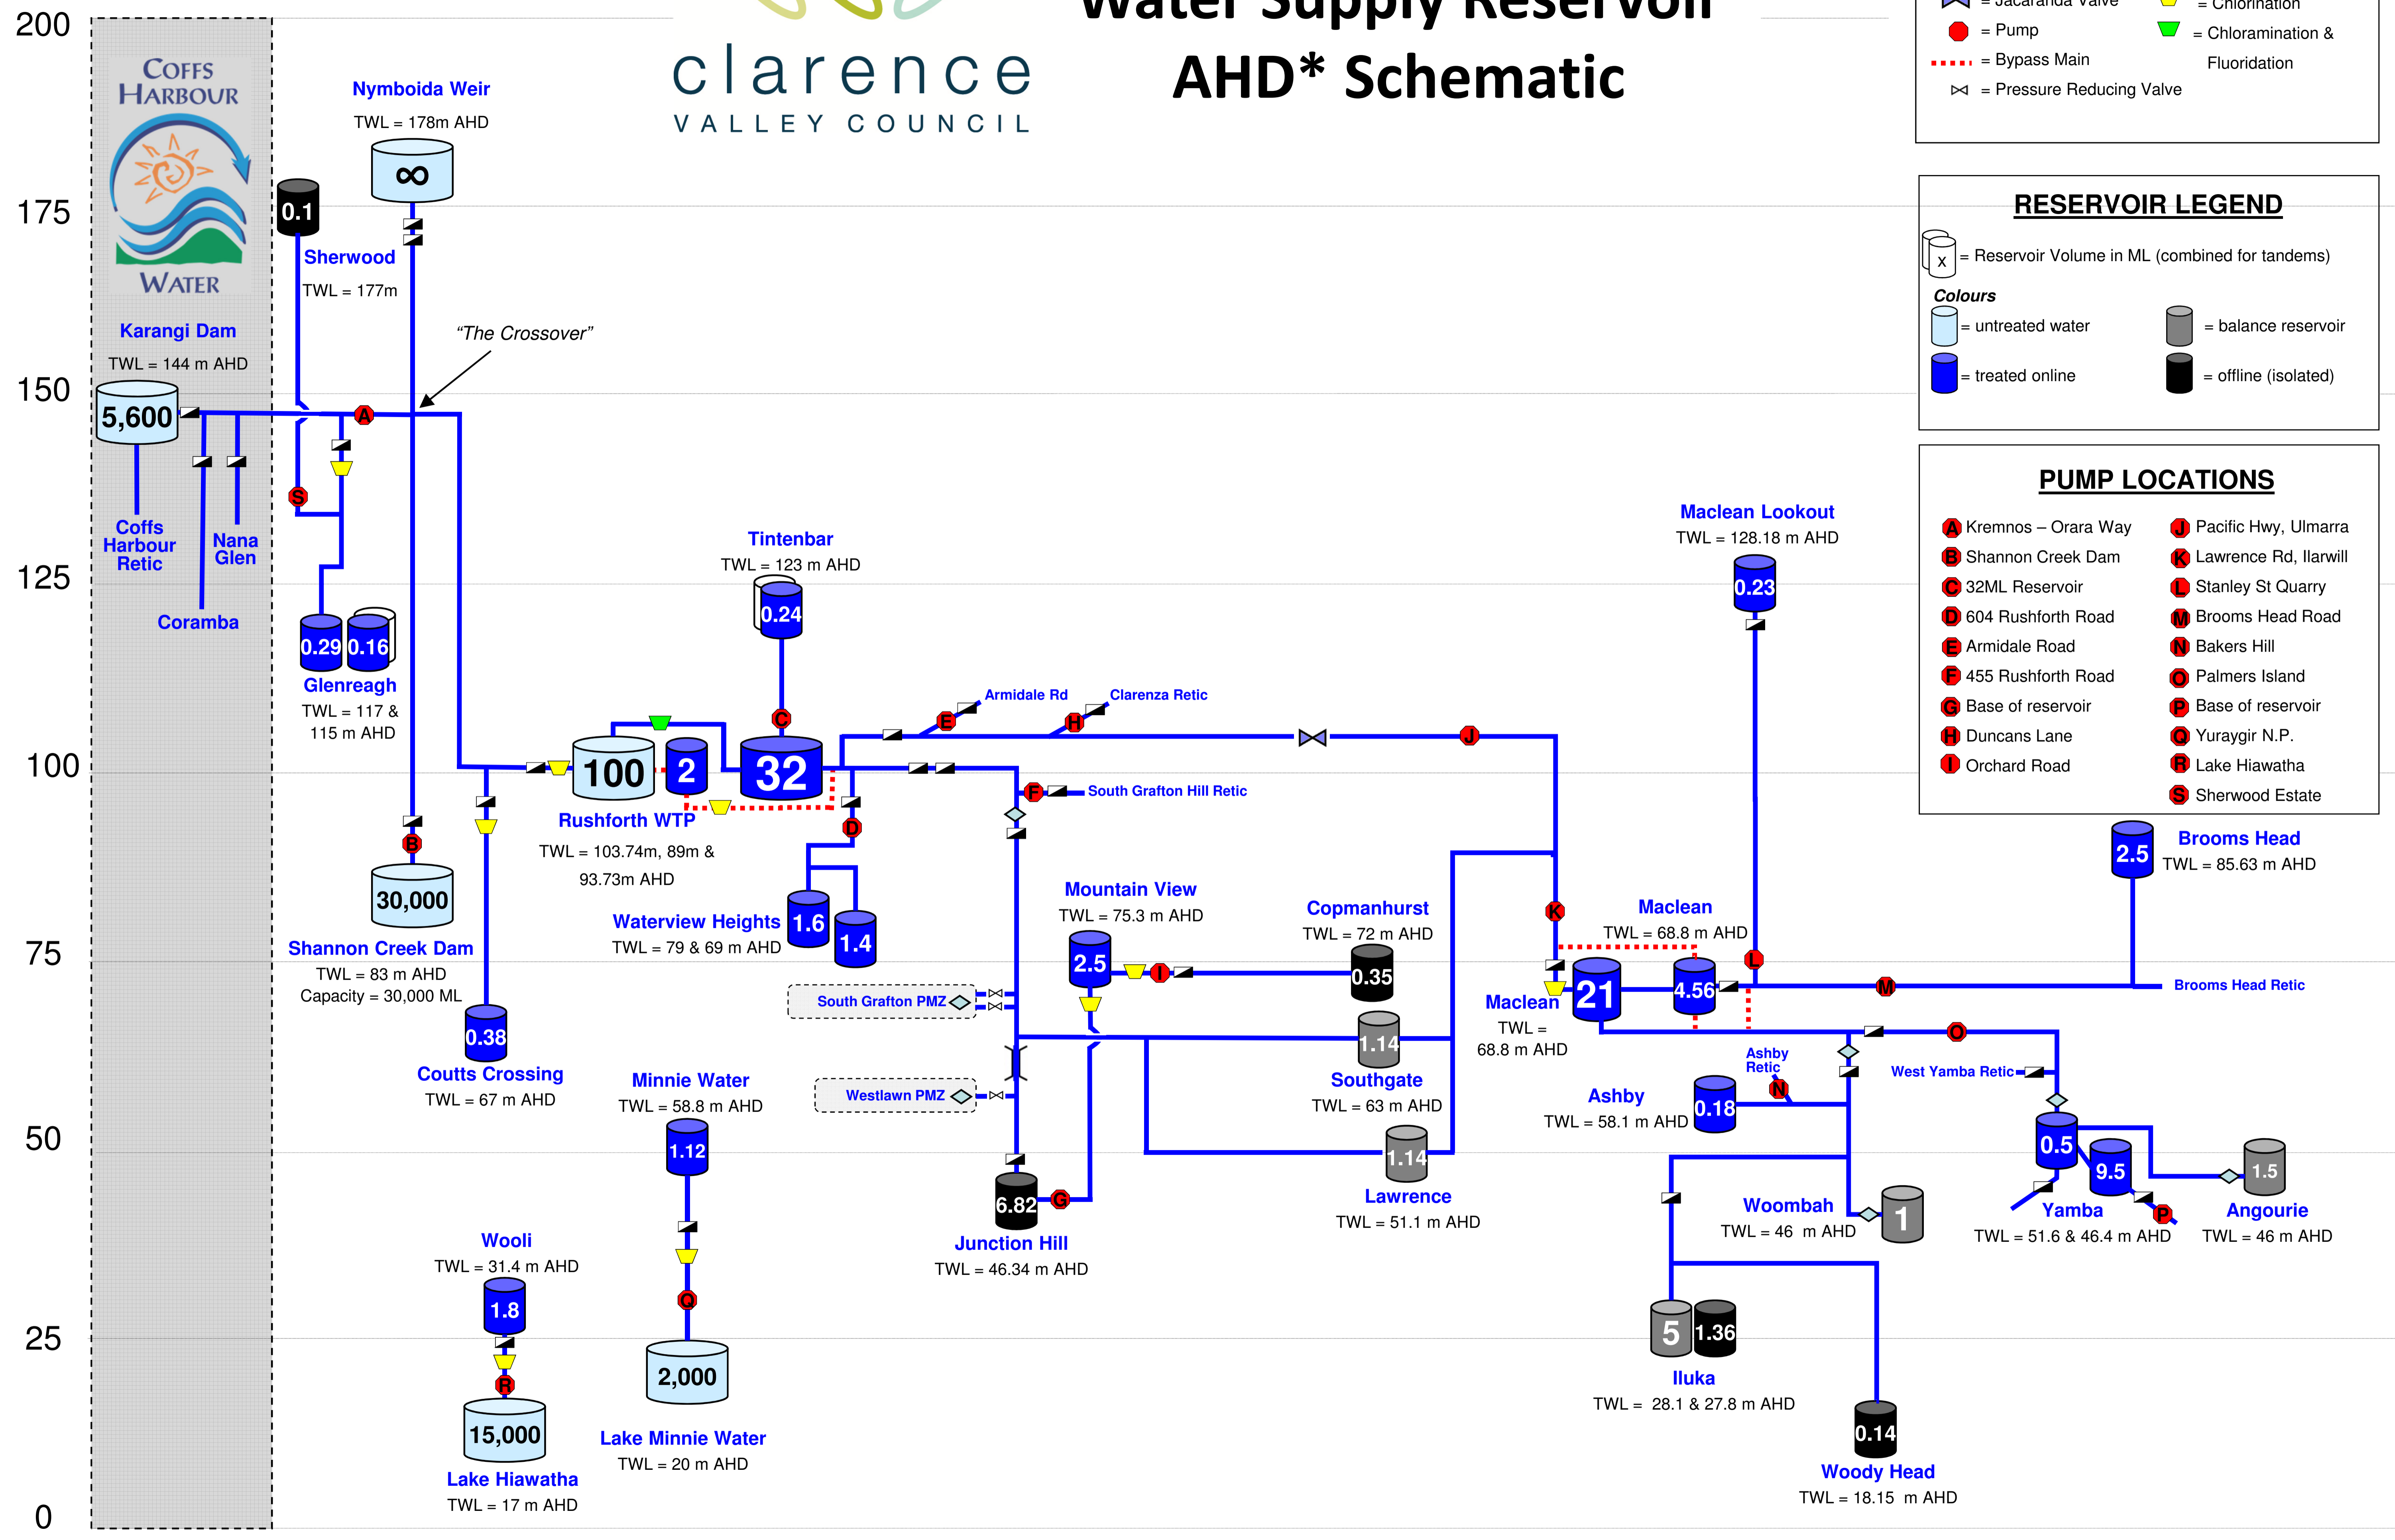 Water Supply Reservoir
AHD* Schematic
clarence
VALLEY COUNCIL
= Jacaranda Valve
= Chlorination
= Pump
= Chloramination &
Fluoridation
= Bypass Main
= Pressure Reducing Valve
RESERVOIR LEGEND
x
= Reservoir Volume in ML (combined for tandems)
Colours
= untreated water
= balance reservoir
= treated online
= offline (isolated)
PUMP LOCATIONS
A Kremnos – Orara Way
B Shannon Creek Dam
C 32ML Reservoir
D 604 Rushforth Road
E Armidale Road
F 455 Rushforth Road
G Base of reservoir
H Duncans Lane
I Orchard Road
J Pacific Hwy, Ulmarra
K Lawrence Rd, Ilarwill
L Stanley St Quarry
M Brooms Head Road
N Bakers Hill
O Palmers Island
P Base of reservoir
Q Yuraygir N.P.
R Lake Hiawatha
S Sherwood Estate
200
175
150
125
100
75
50
25
0
COFFS
HARBOUR
WATER
Karangi Dam
TWL = 144 m AHD
5,600
Coffs
Harbour
Retic
Nana
Glen
Coramba
Nymboida Weir
TWL = 178m AHD
∞
0.1
Sherwood
TWL = 177m
“The Crossover”
A
S
0.29
0.16
Glenreagh
TWL = 117 &
115 m AHD
B
30,000
Shannon Creek Dam
TWL = 83 m AHD
Capacity = 30,000 ML
0.38
Coutts Crossing
TWL = 67 m AHD
Tintenbar
TWL = 123 m AHD
0.24
C
100
2
32
Rushforth WTP
TWL = 103.74m, 89m &
93.73m AHD
D
Waterview Heights
TWL = 79 & 69 m AHD
1.6
1.4
E
Armidale Rd
H
Clarenza Retic
J
F
South Grafton Hill Retic
Mountain View
TWL = 75.3 m AHD
2.5
I
Copmanhurst
TWL = 72 m AHD
0.35
South Grafton PMZ
Westlawn PMZ
1.14
Southgate
TWL = 63 m AHD
1.14
Lawrence
TWL = 51.1 m AHD
6.82
G
Junction Hill
TWL = 46.34 m AHD
Minnie Water
TWL = 58.8 m AHD
1.12
Q
2,000
Lake Minnie Water
TWL = 20 m AHD
Wooli
TWL = 31.4 m AHD
1.8
R
15,000
Lake Hiawatha
TWL = 17 m AHD
Maclean Lookout
TWL = 128.18 m AHD
0.23
K
L
Maclean
TWL = 68.8 m AHD
21
4.56
Maclean
TWL =
68.8 m AHD
M
2.5
Brooms Head
TWL = 85.63 m AHD
Brooms Head Retic
O
Ashby
Retic
N
Ashby
TWL = 58.1 m AHD
0.18
West Yamba Retic
0.5
9.5
P
Yamba
TWL = 51.6 & 46.4 m AHD
1.5
Angourie
TWL = 46 m AHD
Woombah
TWL = 46 m AHD
1
5
1.36
Iluka
TWL = 28.1 & 27.8 m AHD
0.14
Woody Head
TWL = 18.15 m AHD